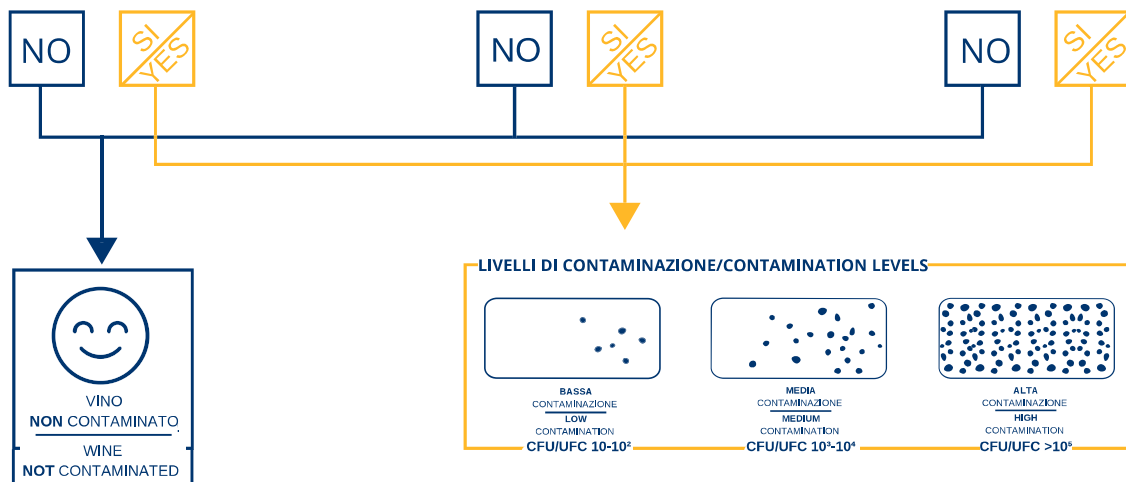 NO
SI
YES
NO
SI
YES
NO
SI
YES
LIVELLI DI CONTAMINAZIONE/CONTAMINATION LEVELS
VINO
NON CONTAMINATO
WINE
NOT CONTAMINATED
BASSA
CONTAMINAZIONE
LOW
CONTAMINATION
CFU/UFC 10-10²
MEDIA
CONTAMINAZIONE
MEDIUM
CONTAMINATION
CFU/UFC 10³-10⁴
ALTA
CONTAMINAZIONE
HIGH
CONTAMINATION
CFU/UFC >10⁵